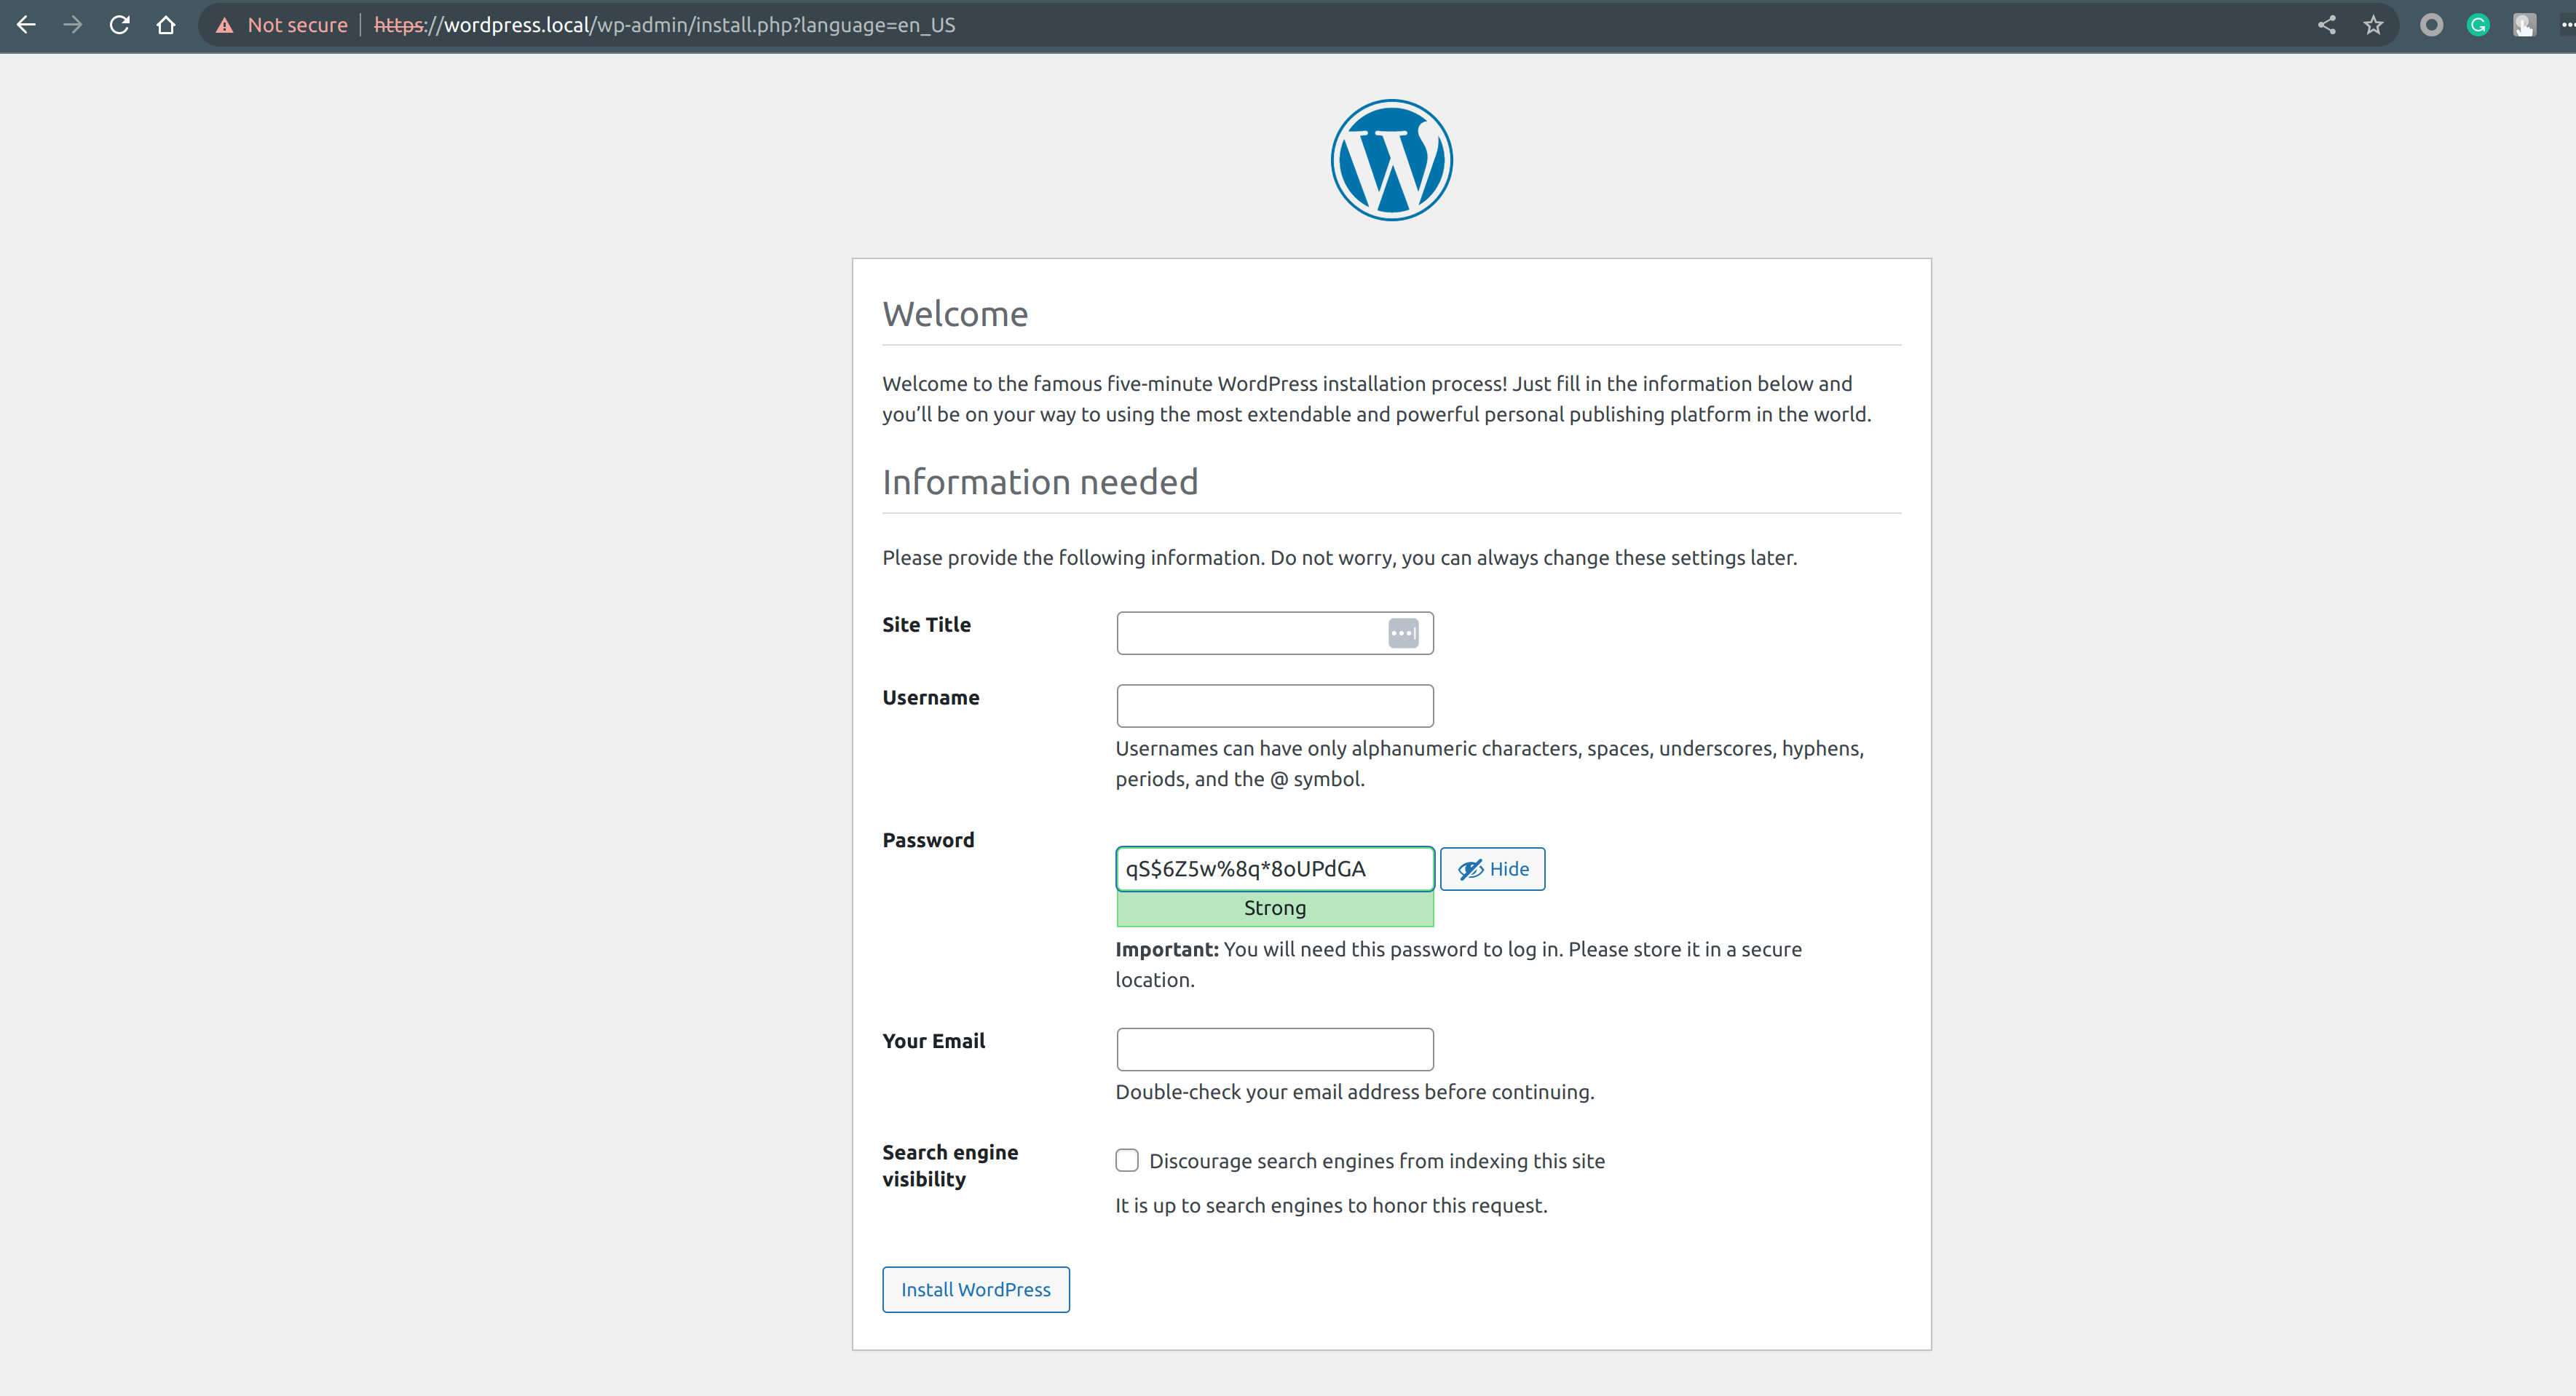 Not secure https://wordpress.local/wp-admin/install.php?language=en_US
Welcome
Welcome to the famous five-minute WordPress installation process! Just fill in the information below and
you’ll be on your way to using the most extendable and powerful personal publishing platform in the world.
Information needed
Please provide the following information. Do not worry, you can always change these settings later.
Site Title
Username
Usernames can have only alphanumeric characters, spaces, underscores, hyphens,
periods, and the @ symbol.
Password
qS$6Z5w%8q*8oUPdGA Hide
Strong
Important: You will need this password to log in. Please store it in a secure
location.
Your Email
Double-check your email address before continuing.
Search engine
visibility
Discourage search engines from indexing this site
It is up to search engines to honor this request.
Install WordPress